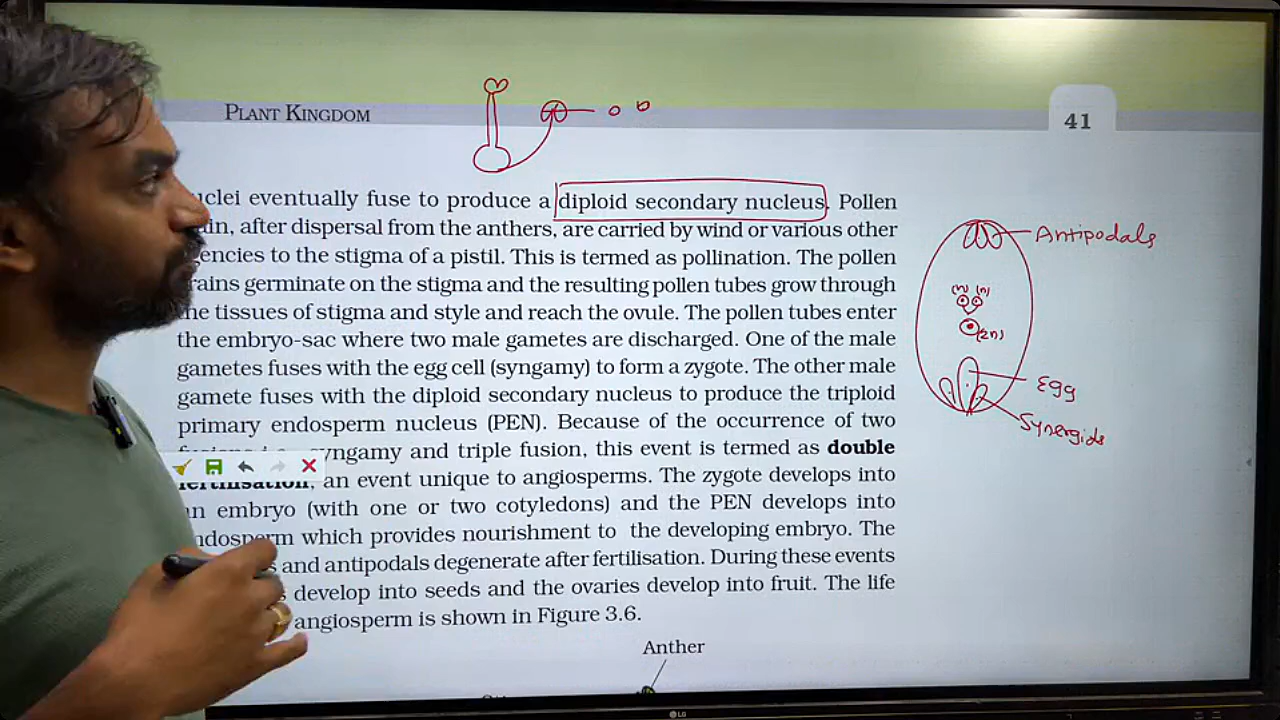 PLANT KINGDOM
41
nuclei eventually fuse to produce a diploid secondary nucleus. Pollen
, after dispersal from the anthers, are carried by wind or various other
to the stigma of a pistil. This is termed as pollination. The pollen
germinate on the stigma and the resulting pollen tubes grow through
the tissues of stigma and style and reach the ovule. The pollen tubes enter
the embryo-sac where two male gametes are discharged. One of the male
gametes fuses with the egg cell (syngamy) to form a zygote. The other male
gamete fuses with the diploid secondary nucleus to produce the triploid
primary endosperm nucleus (PEN). Because of the occurrence of two
syngamy and triple fusion, this event is termed as double
fertilisation, an event unique to angiosperms. The zygote develops into
an embryo (with one or two cotyledons) and the PEN develops into
endosperm which provides nourishment to the developing embryo. The
and antipodals degenerate after fertilisation. During these events
develop into seeds and the ovaries develop into fruit. The life
angiosperm is shown in Figure 3.6.
Anther
Antipodals
(n) (n)
(2n)
Egg
Synergids
LG